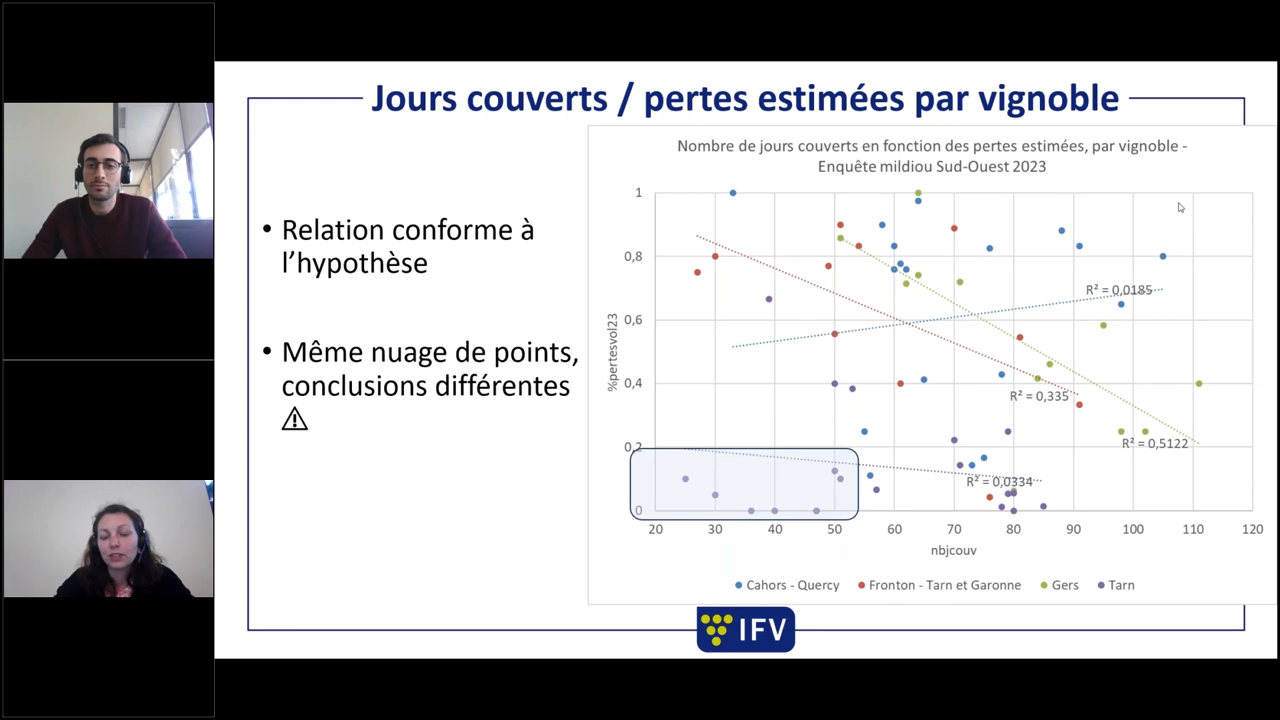 Jours couverts / pertes estimées par vignoble
• Relation conforme à
l’hypothèse
• Même nuage de points,
conclusions différentes
⚠
Nombre de jours couverts en fonction des pertes estimées, par vignoble -
Enquête mildiou Sud-Ouest 2023
%pertesvol23
1
0,8
0,6
0,4
0,2
0
R² = 0,0185
R² = 0,335
R² = 0,5122
R² = 0,0334
20 30 40 50 60 70 80 90 100 110 120
nbjcouv
Cahors - Quercy Fronton - Tarn et Garonne Gers Tarn
IFV